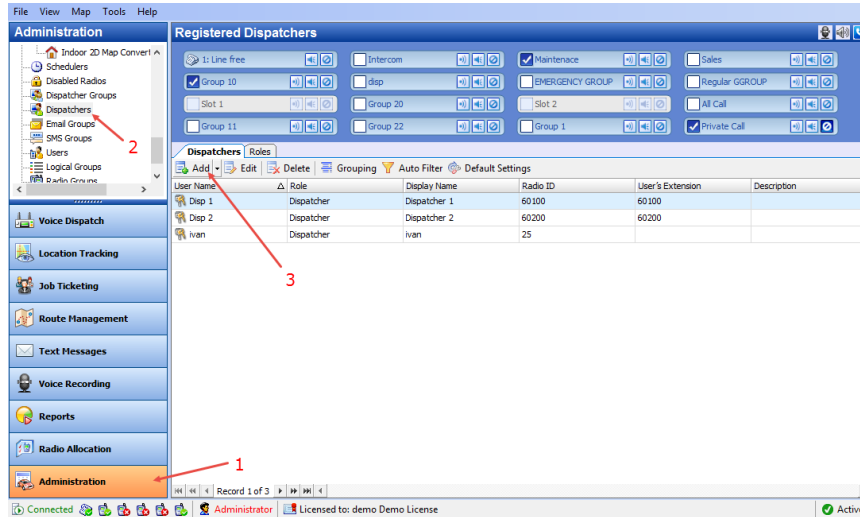 File View Map Tools Help
Administration
Registered Dispatchers
Indoor 2D Map Convert
Schedulers
Disabled Radios
Dispatcher Groups
Dispatchers
Email Groups
SMS Groups
Users
Logical Groups
Radio Groups
2
1: Line free
Intercom
Maintenace
Sales
Group 10
disp
EMERGENCY GROUP
Regular GGROUP
Slot 1
Group 20
Slot 2
All Call
Group 11
Group 22
Group 1
Private Call
Dispatchers Roles
Add Edit Delete Grouping Auto Filter Default Settings
User Name Role Display Name Radio ID User's Extension Description
Disp 1 Dispatcher Dispatcher 1 60100 60100
Disp 2 Dispatcher Dispatcher 2 60200 60200
ivan Dispatcher ivan 25
3
Voice Dispatch
Location Tracking
Job Ticketing
Route Management
Text Messages
Voice Recording
Reports
Radio Allocation
Administration
1
Record 1 of 3
Connected Administrator Licensed to: demo Demo License Active